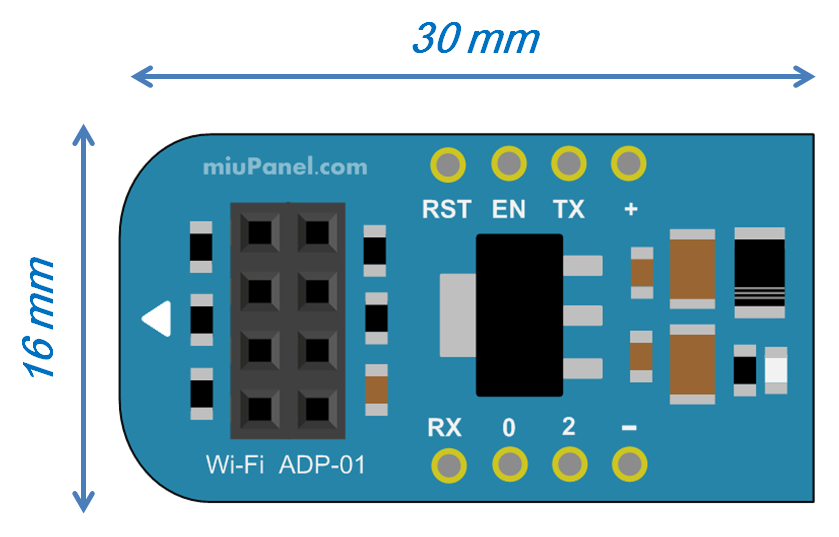 30 mm
16 mm
miuPanel.com
RST EN TX +
RX 0 2 –
Wi-Fi ADP-01